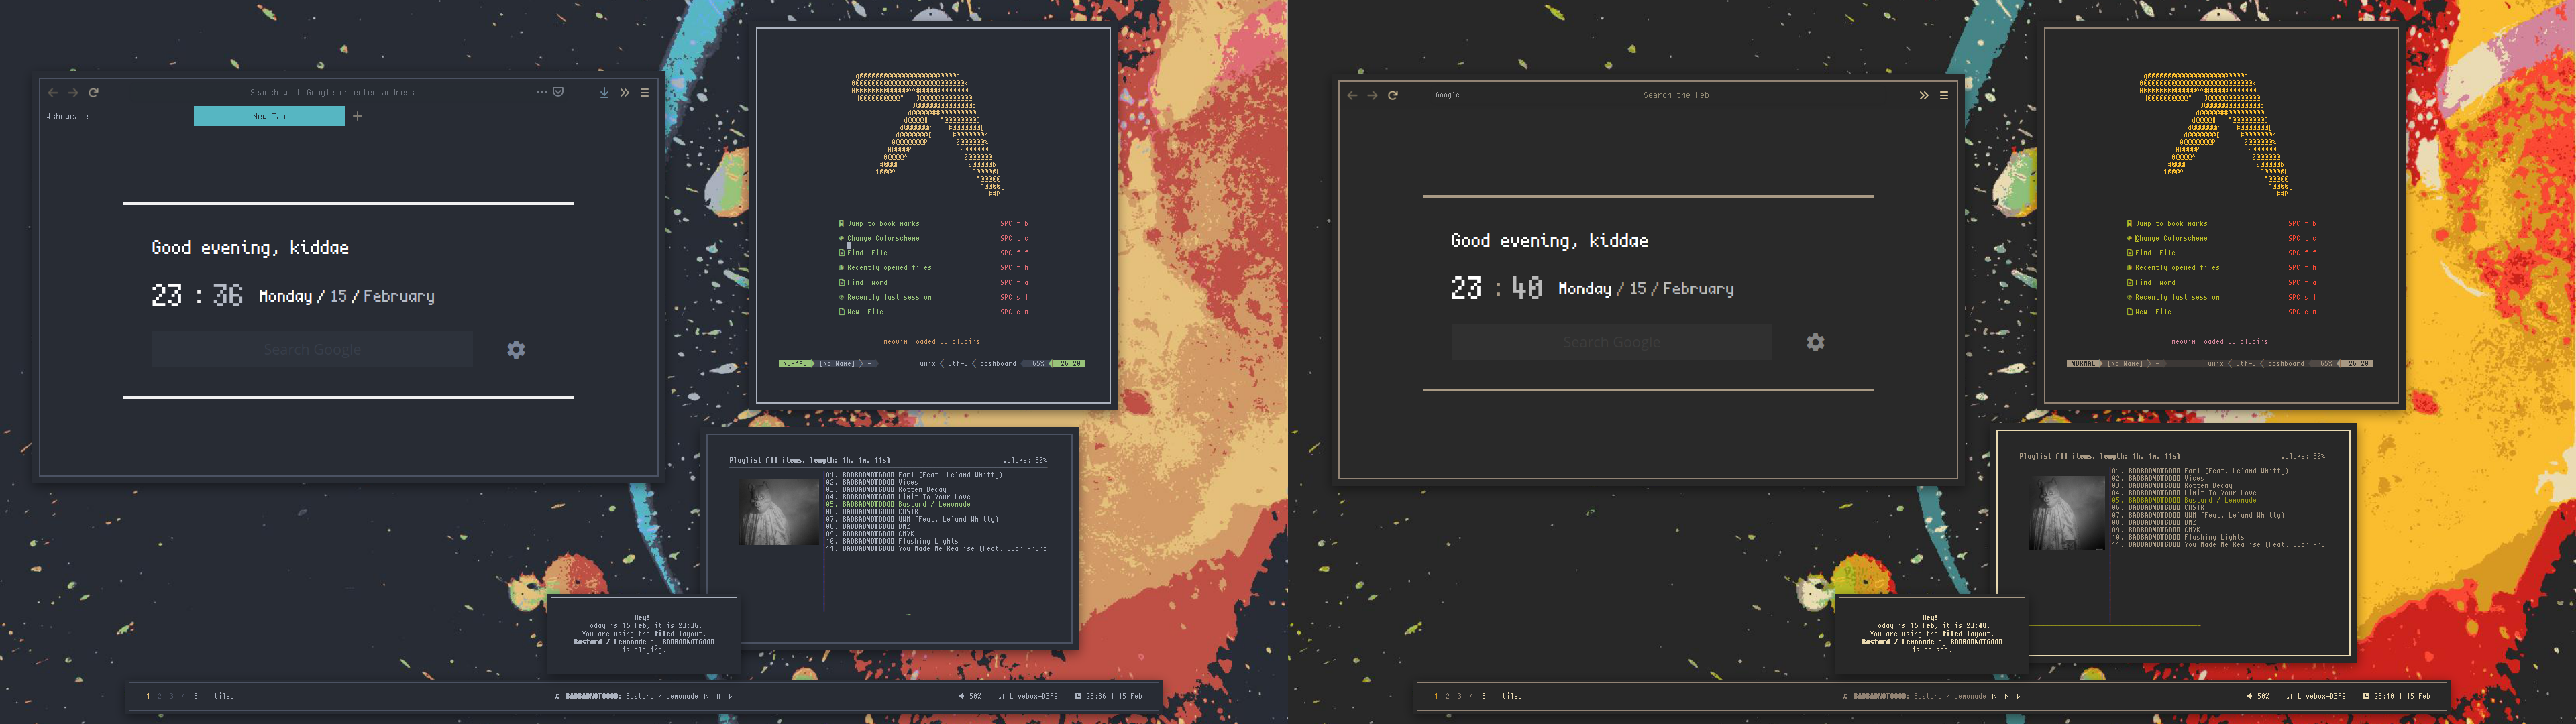 Search with Google or enter address
#showcase
New Tab
Good evening, kiddae
23 : 36 Monday / 15 / February
Search Google
Jump to book marks SPC f b
Change Colorscheme SPC t c
Find File SPC f f
Recently opened files SPC f h
Find word SPC f a
Recently last session SPC s l
New File SPC c n
neovim loaded 33 plugins
NORMAL [No Name] ~ unix utf-8 dashboard 65% 26:20
Playlist (11 items, length: 1h, 1m, 11s) Volume: 60%
01. BADBADNOTGOOD Earl (Feat. Leland Whitty)
02. BADBADNOTGOOD Vices
03. BADBADNOTGOOD Rotten Decay
04. BADBADNOTGOOD Limit To Your Love
05. BADBADNOTGOOD Bastard / Lemonade
06. BADBADNOTGOOD CHSTR
07. BADBADNOTGOOD UWM (Feat. Leland Whitty)
08. BADBADNOTGOOD DMZ
09. BADBADNOTGOOD CMYK
10. BADBADNOTGOOD Flashing Lights
11. BADBADNOTGOOD You Made Me Realise (Feat. Luan Phung
Hey!
Today is 15 Feb, it is 23:36.
You are using the tiled layout.
Bastard / Lemonade by BADBADNOTGOOD
is playing.
1 2 3 4 5 tiled
BADBADNOTGOOD: Bastard / Lemonade
50% Livebox-D3F9 23:36 | 15 Feb
Google Search the Web
Good evening, kiddae
23 : 40 Monday / 15 / February
Search Google
Jump to book marks SPC f b
Change Colorscheme SPC t c
Find File SPC f f
Recently opened files SPC f h
Find word SPC f a
Recently last session SPC s l
New File SPC c n
neovim loaded 33 plugins
NORMAL [No Name] ~ unix utf-8 dashboard 65% 26:20
Playlist (11 items, length: 1h, 1m, 11s) Volume: 60%
01. BADBADNOTGOOD Earl (Feat. Leland Whitty)
02. BADBADNOTGOOD Vices
03. BADBADNOTGOOD Rotten Decay
04. BADBADNOTGOOD Limit To Your Love
05. BADBADNOTGOOD Bastard / Lemonade
06. BADBADNOTGOOD CHSTR
07. BADBADNOTGOOD UWM (Feat. Leland Whitty)
08. BADBADNOTGOOD DMZ
09. BADBADNOTGOOD CMYK
10. BADBADNOTGOOD Flashing Lights
11. BADBADNOTGOOD You Made Me Realise (Feat. Luan Phu
Hey!
Today is 15 Feb, it is 23:40.
You are using the tiled layout.
Bastard / Lemonade by BADBADNOTGOOD
is paused.
1 2 3 4 5 tiled
BADBADNOTGOOD: Bastard / Lemonade
50% Livebox-D3F9 23:40 | 15 Feb